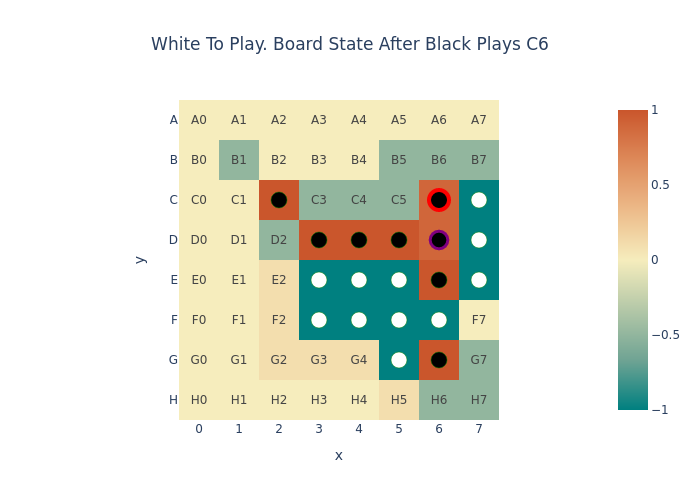 White To Play. Board State After Black Plays C6
A A0 A1 A2 A3 A4 A5 A6 A7
B B0 B1 B2 B3 B4 B5 B6 B7
C C0 C1 C3 C4 C5
D D0 D1 D2
E E0 E1 E2
F F0 F1 F2 F7
G G0 G1 G2 G3 G4 G7
H H0 H1 H2 H3 H4 H5 H6 H7
0 1 2 3 4 5 6 7
x
y
1
0.5
0
−0.5
−1